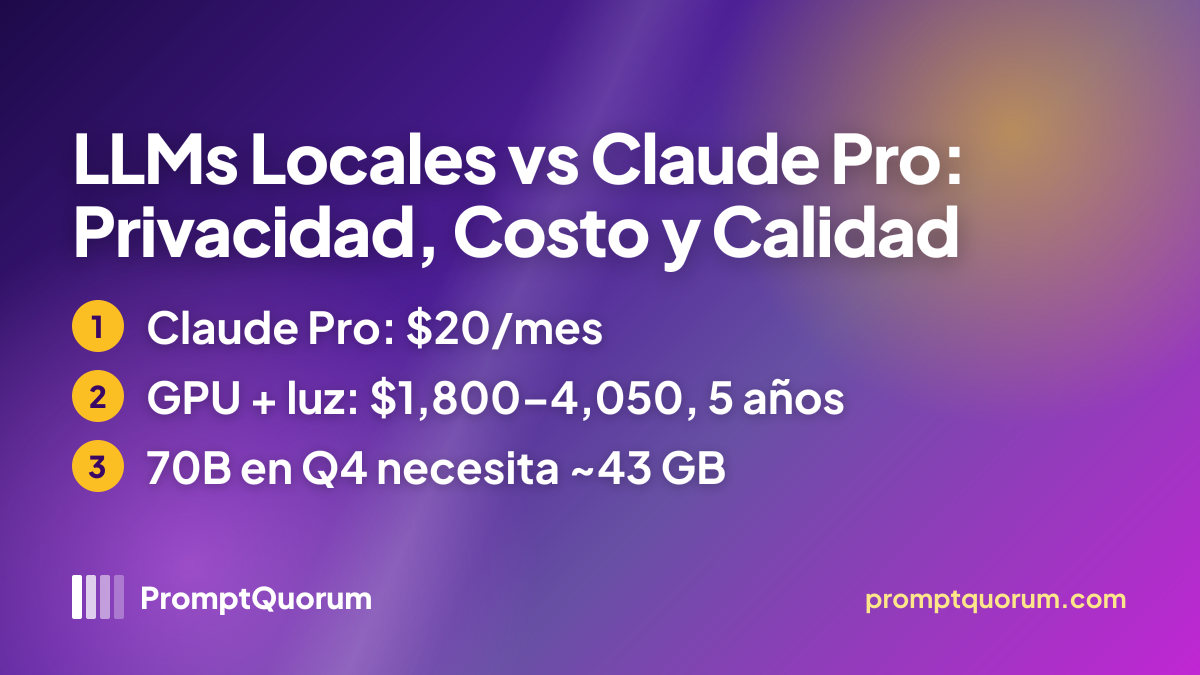 LLMs Locales vs Claude Pro:
Privacidad, Costo y Calidad
1 Claude Pro: $20/mes
2 GPU + luz: $1,800–4,050, 5 años
3 70B en Q4 necesita ~43 GB
PromptQuorum
promptquorum.com